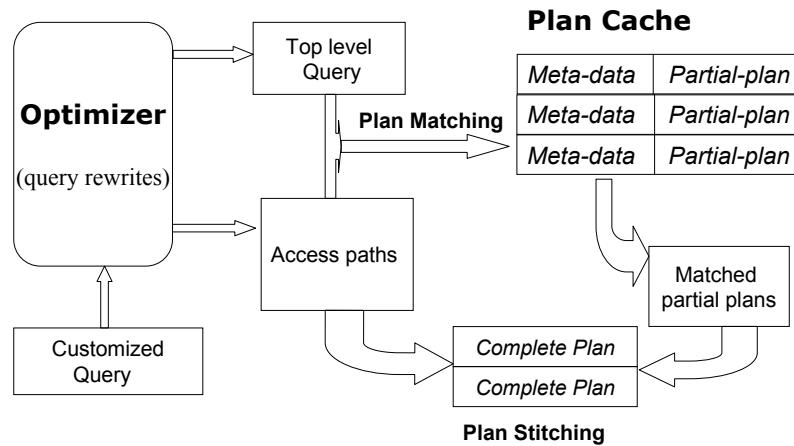 Plan Cache
Top level
Query
Meta-data Partial-plan
Optimizer
Plan Matching
Meta-data Partial-plan
Meta-data Partial-plan
(query rewrites)
Access paths
Matched
partial plans
Customized
Query
Complete Plan
Complete Plan
Plan Stitching